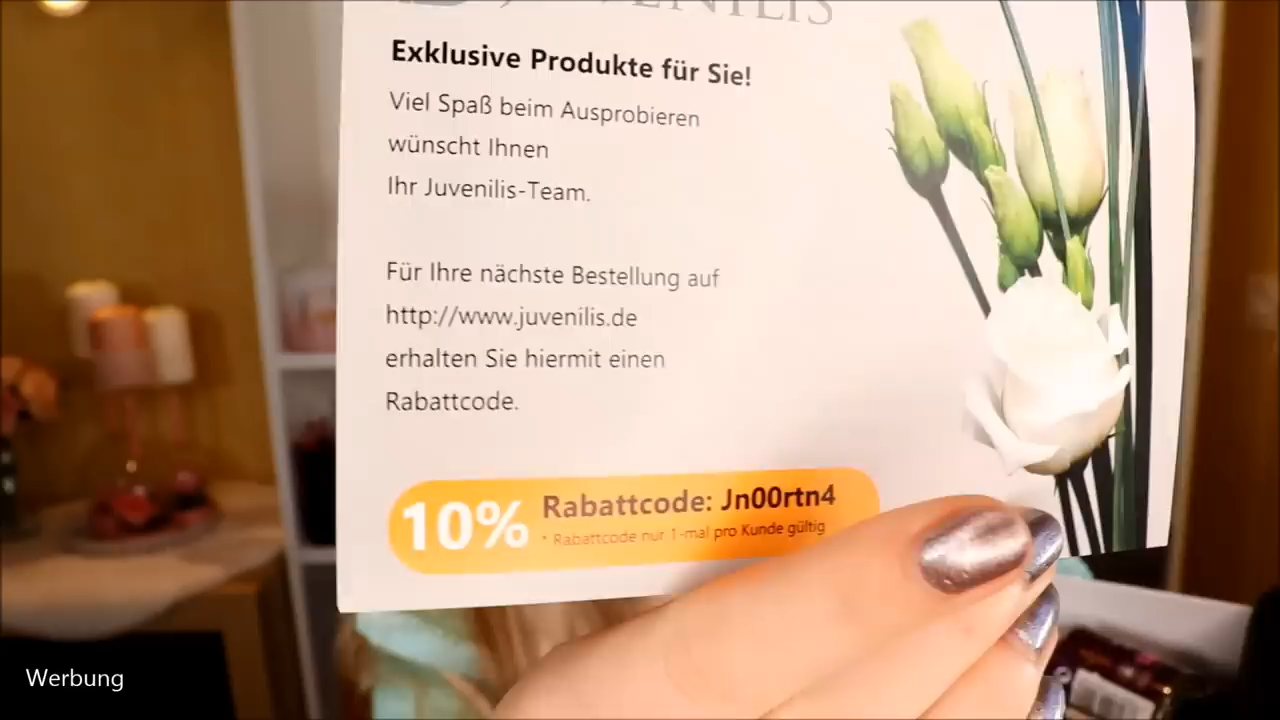 JUVENILIS
Exklusive Produkte für Sie!
Viel Spaß beim Ausprobieren
wünscht Ihnen
Ihr Juvenilis-Team.
Für Ihre nächste Bestellung auf
http://www.juvenilis.de
erhalten Sie hiermit einen
Rabattcode.
10%
Rabattcode: Jn00rtn4
* Rabattcode nur 1-mal pro Kunde gültig
Werbung